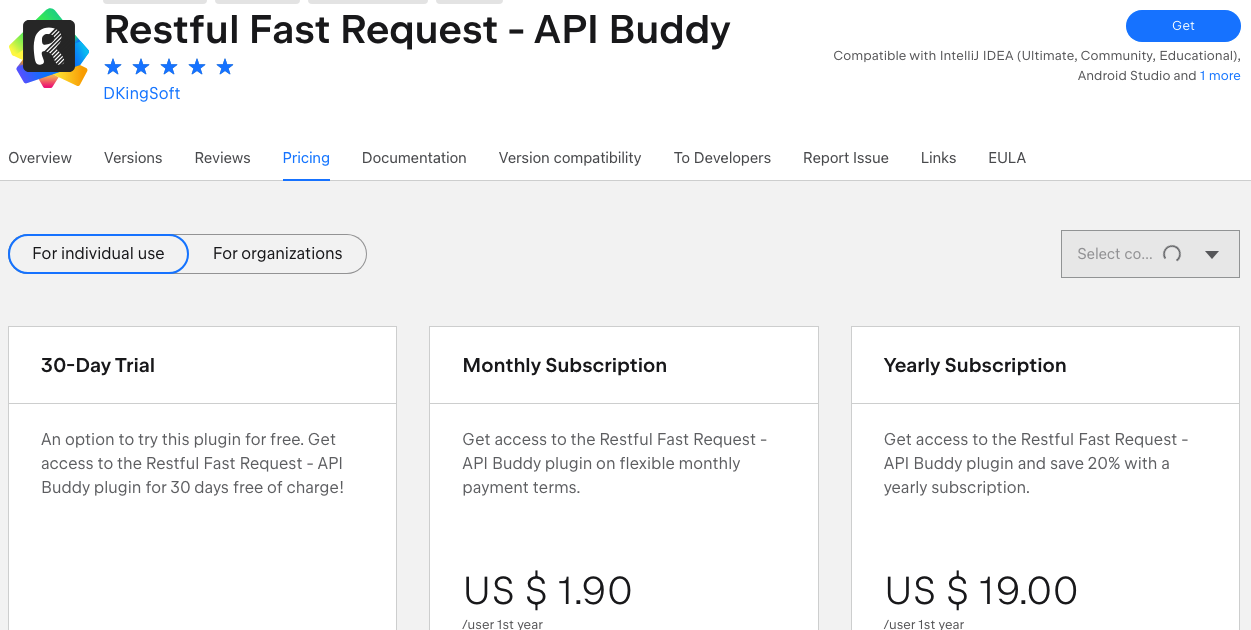 Restful Fast Request - API Buddy
DKingSoft
Get
Compatible with IntelliJ IDEA (Ultimate, Community, Educational),
Android Studio and 1 more
Overview Versions Reviews Pricing Documentation Version compatibility To Developers Report Issue Links EULA
For individual use For organizations
Select co...
30-Day Trial
An option to try this plugin for free. Get
access to the Restful Fast Request - API
Buddy plugin for 30 days free of charge!
Monthly Subscription
Get access to the Restful Fast Request -
API Buddy plugin on flexible monthly
payment terms.
US $ 1.90
/user 1st year
Yearly Subscription
Get access to the Restful Fast Request -
API Buddy plugin and save 20% with a
yearly subscription.
US $ 19.00
/user 1st year